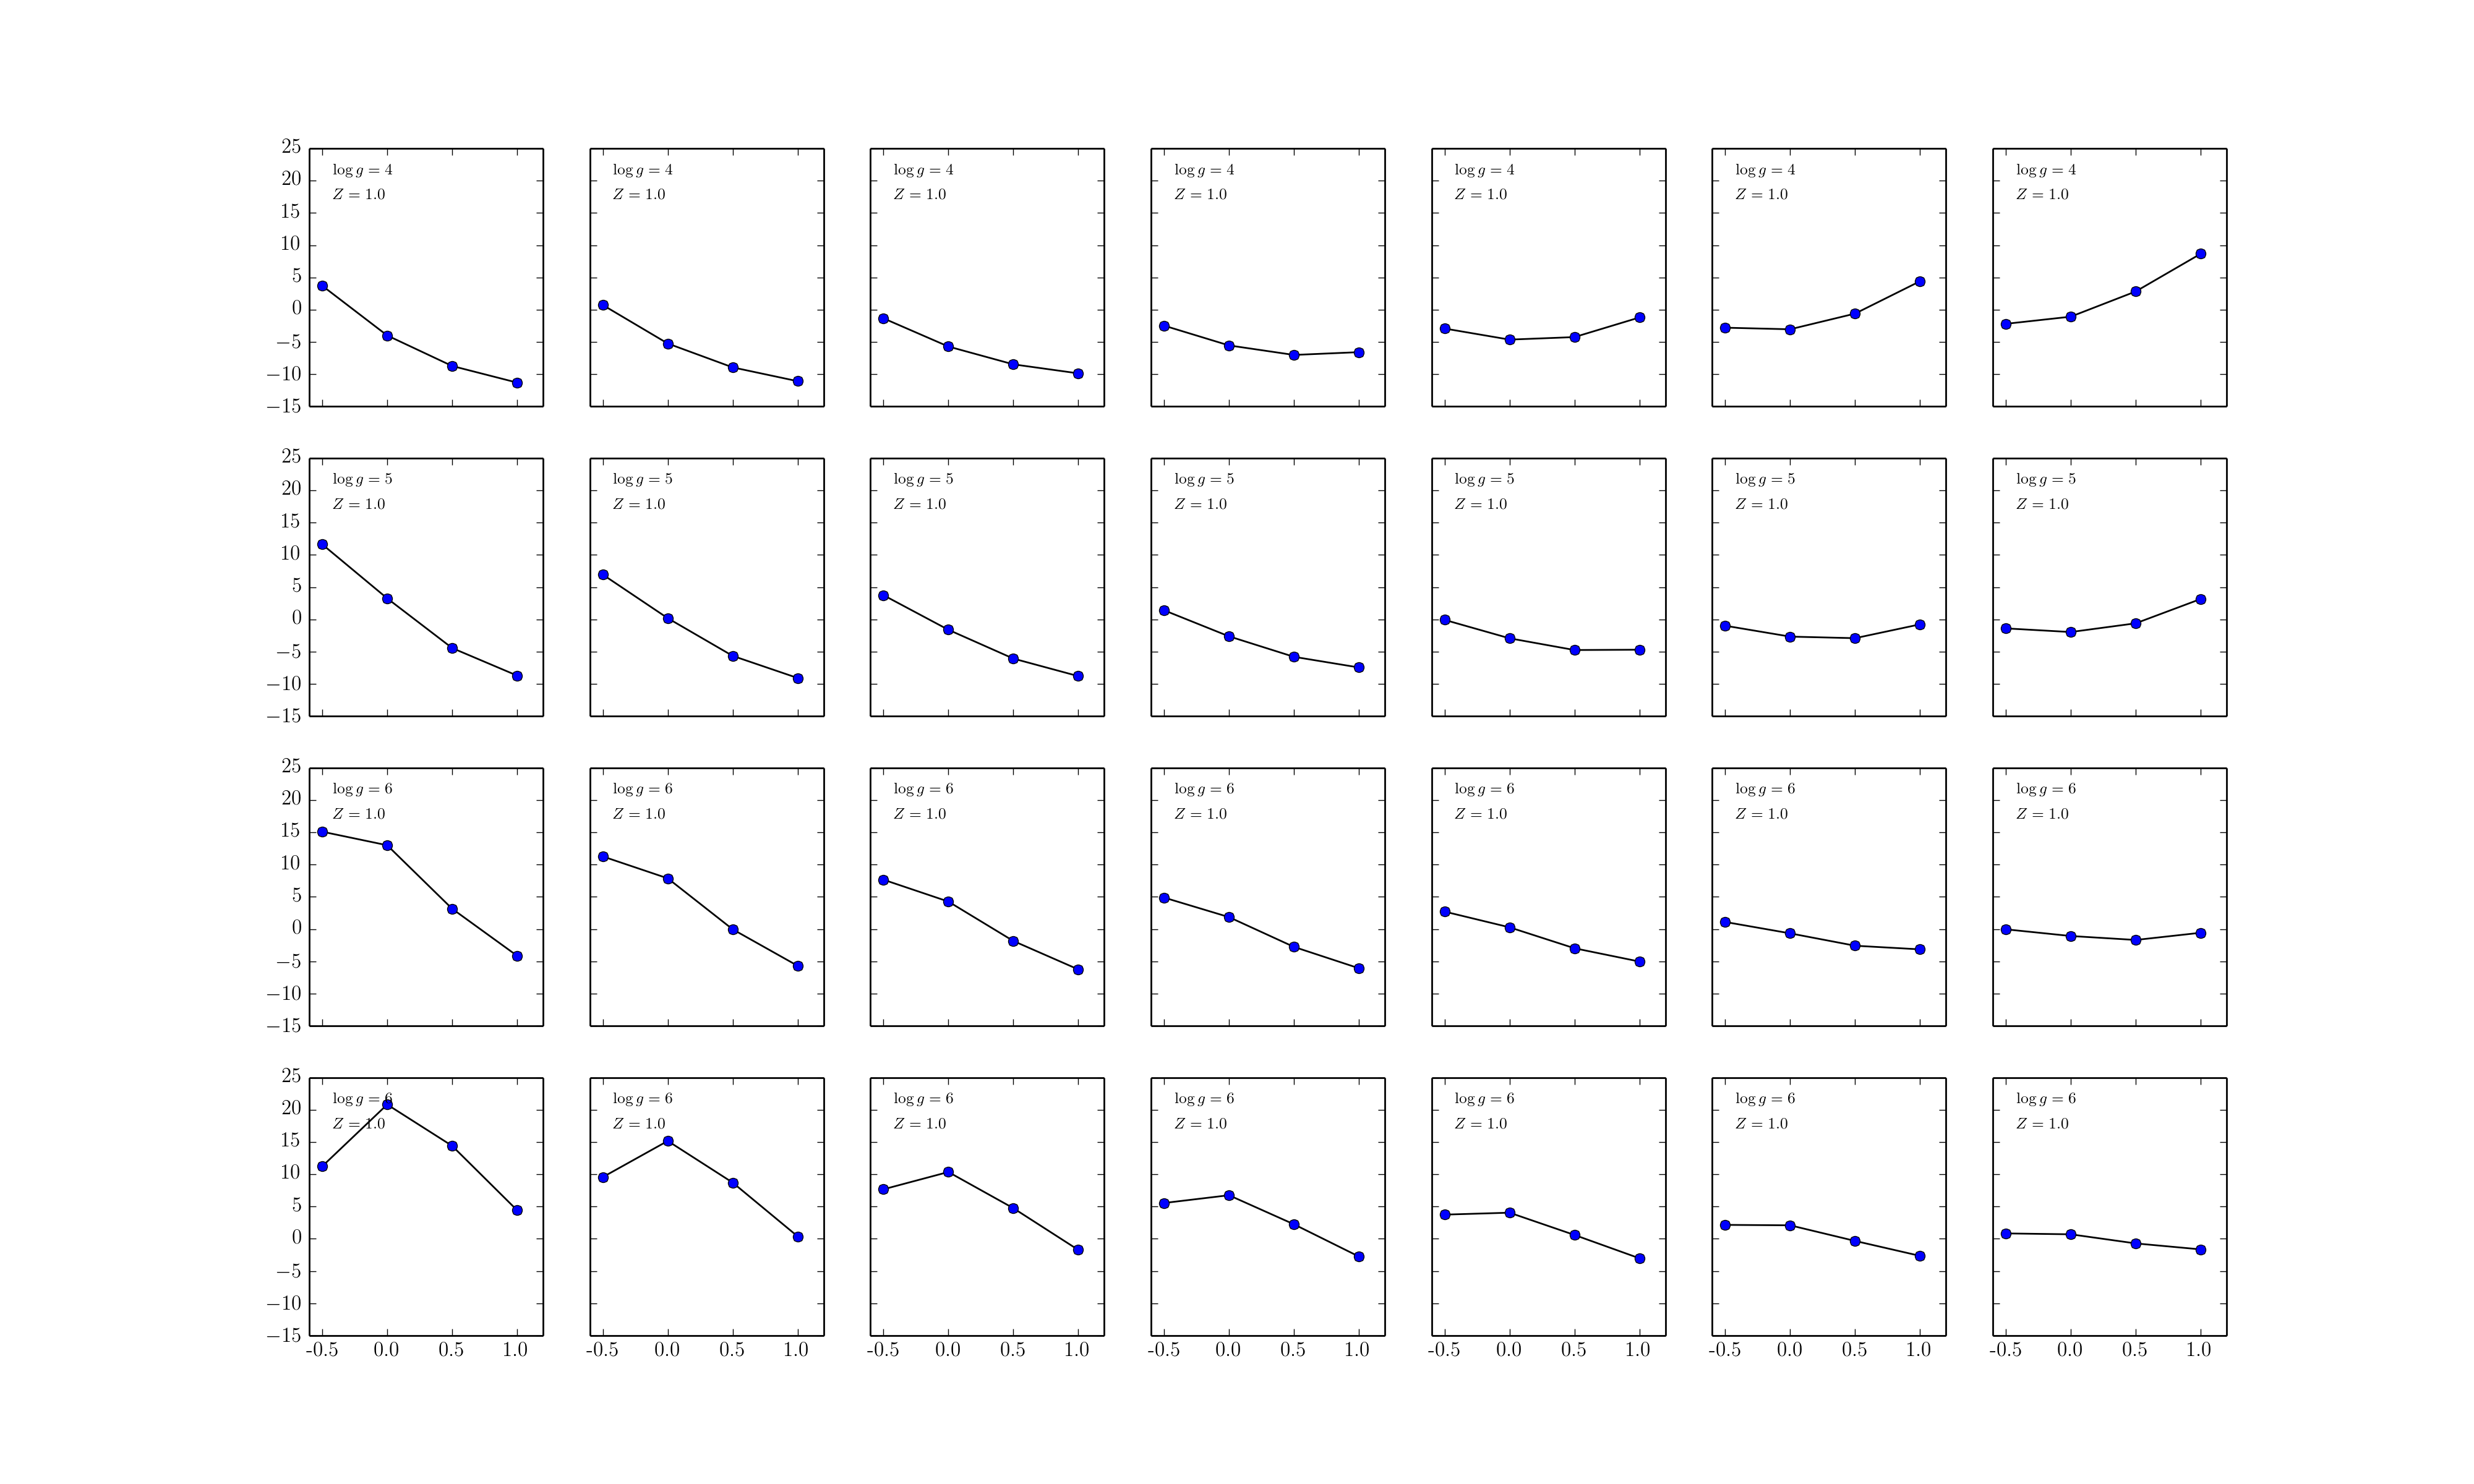 25
20
15
10
5
0
−5
−10
−15
log g = 4
Z = 1.0
log g = 4
Z = 1.0
log g = 4
Z = 1.0
log g = 4
Z = 1.0
log g = 4
Z = 1.0
log g = 4
Z = 1.0
log g = 4
Z = 1.0
25
20
15
10
5
0
−5
−10
−15
log g = 5
Z = 1.0
log g = 5
Z = 1.0
log g = 5
Z = 1.0
log g = 5
Z = 1.0
log g = 5
Z = 1.0
log g = 5
Z = 1.0
log g = 5
Z = 1.0
25
20
15
10
5
0
−5
−10
−15
log g = 6
Z = 1.0
log g = 6
Z = 1.0
log g = 6
Z = 1.0
log g = 6
Z = 1.0
log g = 6
Z = 1.0
log g = 6
Z = 1.0
log g = 6
Z = 1.0
25
20
15
10
5
0
−5
−10
−15
log g = 6
Z = 1.0
log g = 6
Z = 1.0
log g = 6
Z = 1.0
log g = 6
Z = 1.0
log g = 6
Z = 1.0
log g = 6
Z = 1.0
log g = 6
Z = 1.0
-0.5 0.0 0.5 1.0
-0.5 0.0 0.5 1.0
-0.5 0.0 0.5 1.0
-0.5 0.0 0.5 1.0
-0.5 0.0 0.5 1.0
-0.5 0.0 0.5 1.0
-0.5 0.0 0.5 1.0